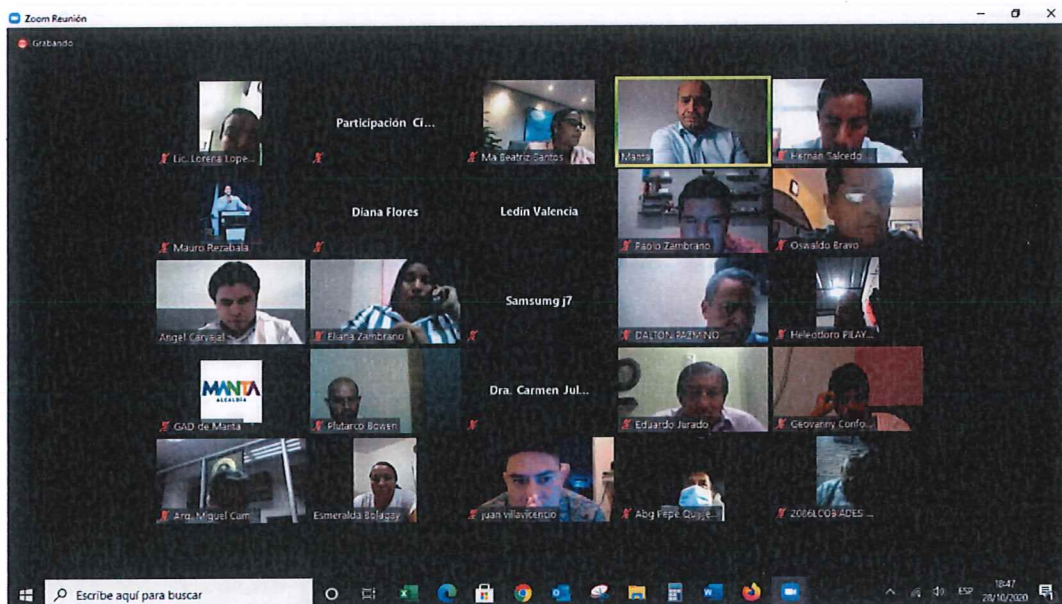 Zoom Reunión
Grabando
Lic. Lorena Lope...
Participación Ci...
Ma Beatriz Santos
Manta
Hernán Salcedo
Mauro Rezabala
Diana Flores
Ledin Valencia
Paolo Zambrano
Oswaldo Bravo
Angel Carvajal
Eliana Zambrano
Samsumg j7
DALTON PAZMIÑO
Heleodoro PILAY...
MANTA
ALCALDÍA
GAD de Manta
Plutarco Bowen
Dra. Carmen Jul...
Eduardo Jurado
Geovanny Confo...
Arq. Miguel Cam...
Esmeralda Bolagay
juan villavicencio
Abg Pepe
Escribe aquí para buscar
ESP
18:47
28/10/2020